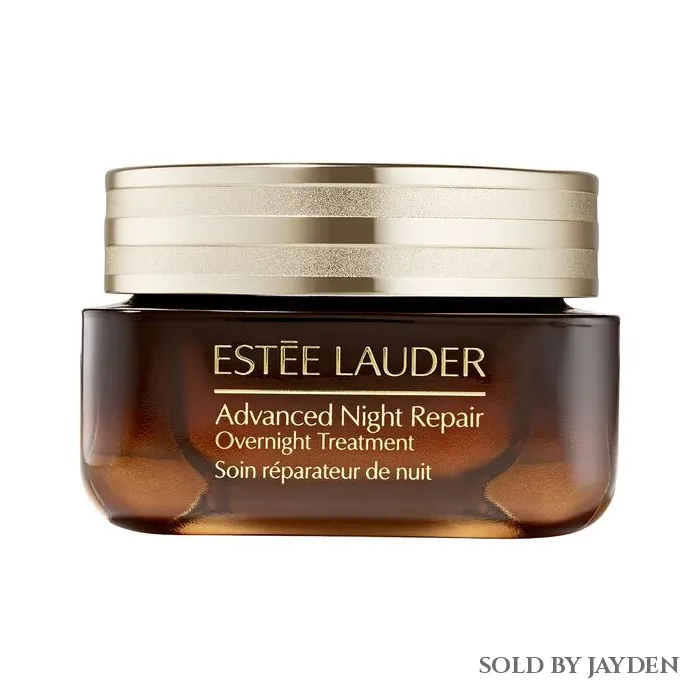 ESTĒE LAUDER
Advanced Night Repair
Overnight Treatment
Soin réparateur de nuit
SOLD BY JAYDEN